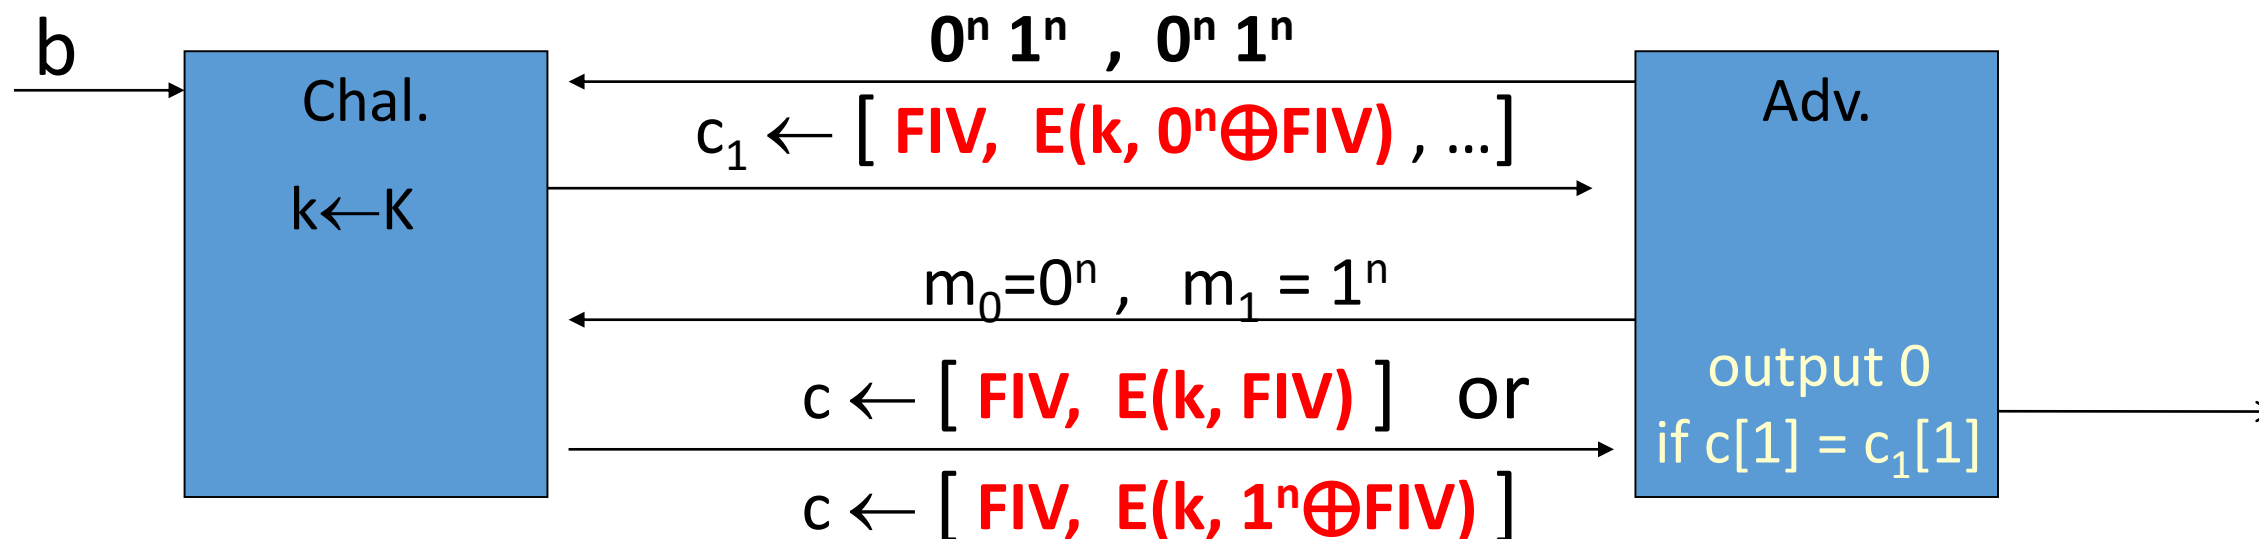 b
Chal.
k←K
0ⁿ 1ⁿ , 0ⁿ 1ⁿ
c₁ ← [ FIV, E(k, 0ⁿ⊕FIV) , …]
m₀=0ⁿ , m₁ = 1ⁿ
c ← [ FIV, E(k, FIV) ] or
c ← [ FIV, E(k, 1ⁿ⊕FIV) ]
Adv.
output 0
if c[1] = c₁[1]